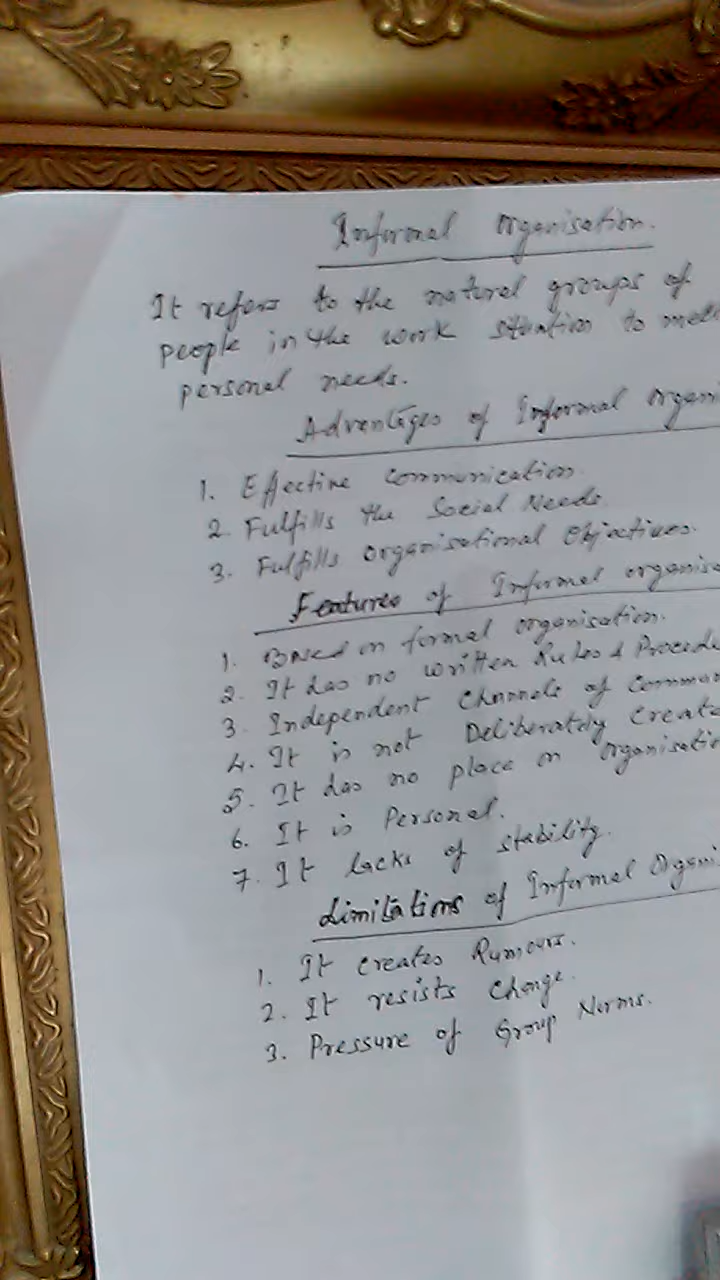 Informal Organisation.
It refers to the natural groups of
people in the work situation to
personal needs.
Advantages of Informal
1. Effective Communication.
2. Fulfills the Social Needs.
3. Fulfills organisational Objectives.
Features of Informal
1. Based on formal organisation.
2. It has no written Rules &
3. Independent Channels of
4. It is not Deliberately
5. It has no place on
6. It is Personal.
7. It lacks of stability.
Limitations of Informal
1. It creates Rumours.
2. It resists Change.
3. Pressure of Group Norms.